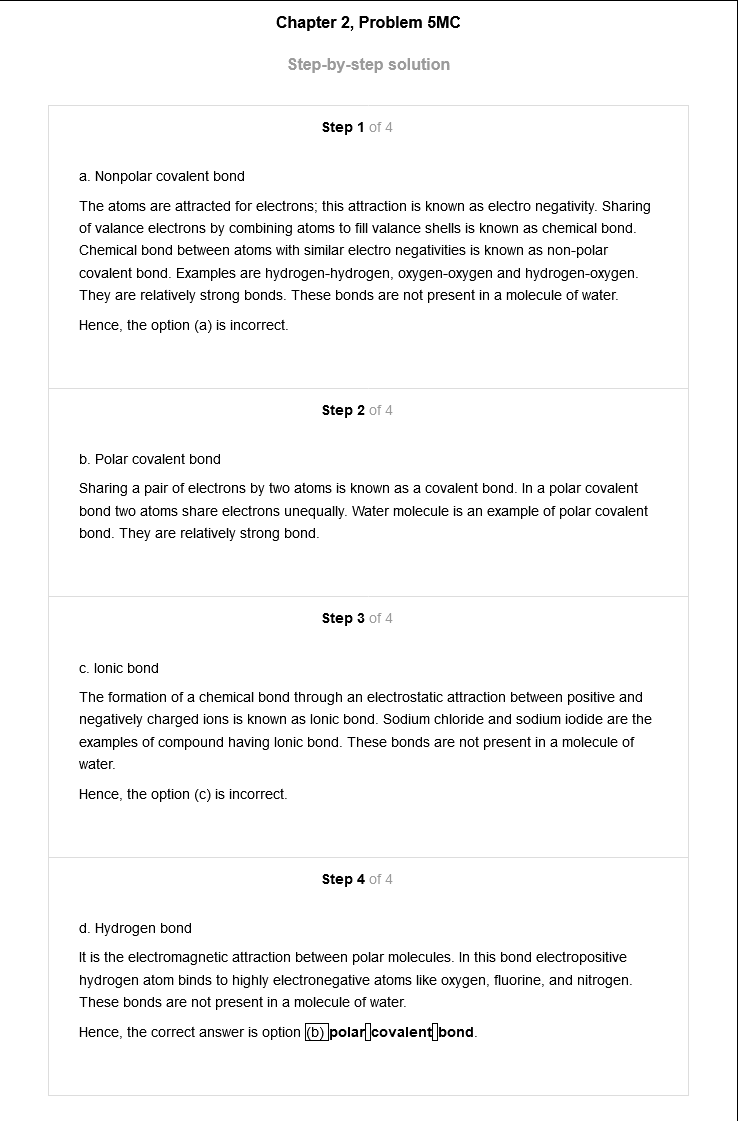 Chapter 2, Problem 5MC
Step-by-step solution
Step 1 of 4
a. Nonpolar covalent bond
The atoms are attracted for electrons; this attraction is known as electro negativity. Sharing
of valance electrons by combining atoms to fill valance shells is known as chemical bond.
Chemical bond between atoms with similar electro negativities is known as non-polar
covalent bond. Examples are hydrogen-hydrogen, oxygen-oxygen and hydrogen-oxygen.
They are relatively strong bonds. These bonds are not present in a molecule of water.
Hence, the option (a) is incorrect.
Step 2 of 4
b. Polar covalent bond
Sharing a pair of electrons by two atoms is known as a covalent bond. In a polar covalent
bond two atoms share electrons unequally. Water molecule is an example of polar covalent
bond. They are relatively strong bond.
Step 3 of 4
c. Ionic bond
The formation of a chemical bond through an electrostatic attraction between positive and
negatively charged ions is known as Ionic bond. Sodium chloride and sodium iodide are the
examples of compound having Ionic bond. These bonds are not present in a molecule of
water.
Hence, the option (c) is incorrect.
Step 4 of 4
d. Hydrogen bond
It is the electromagnetic attraction between polar molecules. In this bond electropositive
hydrogen atom binds to highly electronegative atoms like oxygen, fluorine, and nitrogen.
These bonds are not present in a molecule of water.
Hence, the correct answer is option (b) polar covalent bond.